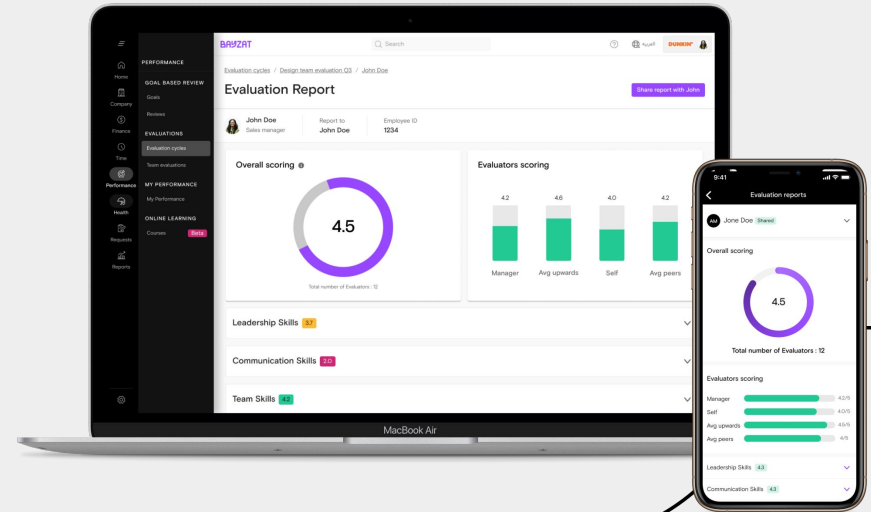 BAYZAT
Search
العربية
DUNKIN'
Home
Company
Finance
Time
Performance
Health
Requests
Reports
PERFORMANCE
GOAL BASED REVIEW
Goals
Reviews
EVALUATIONS
Evaluation cycles
Team evaluations
MY PERFORMANCE
My Performance
ONLINE LEARNING
Courses Beta
Evaluation cycles / Design team evaluation Q3 / John Doe
Evaluation Report
Share report with John
John Doe
Sales manager
Report to
John Doe
Employee ID
1234
Overall scoring
4.5
Total number of Evaluators : 12
Evaluators scoring
4.2 4.6 4.0 4.2
Manager Avg upwards Self Avg peers
Leadership Skills 3.7
Communication Skills 2.0
Team Skills 4.2
MacBook Air
9:41
Evaluation reports
AM Jone Doe Shared
Overall scoring
4.5
Total number of Evaluators : 12
Evaluators scoring
Manager 4.2/5
Self 4.0/5
Avg upwards 4.5/5
Avg peers 4/5
Leadership Skills 4.3
Communication Skills 4.3